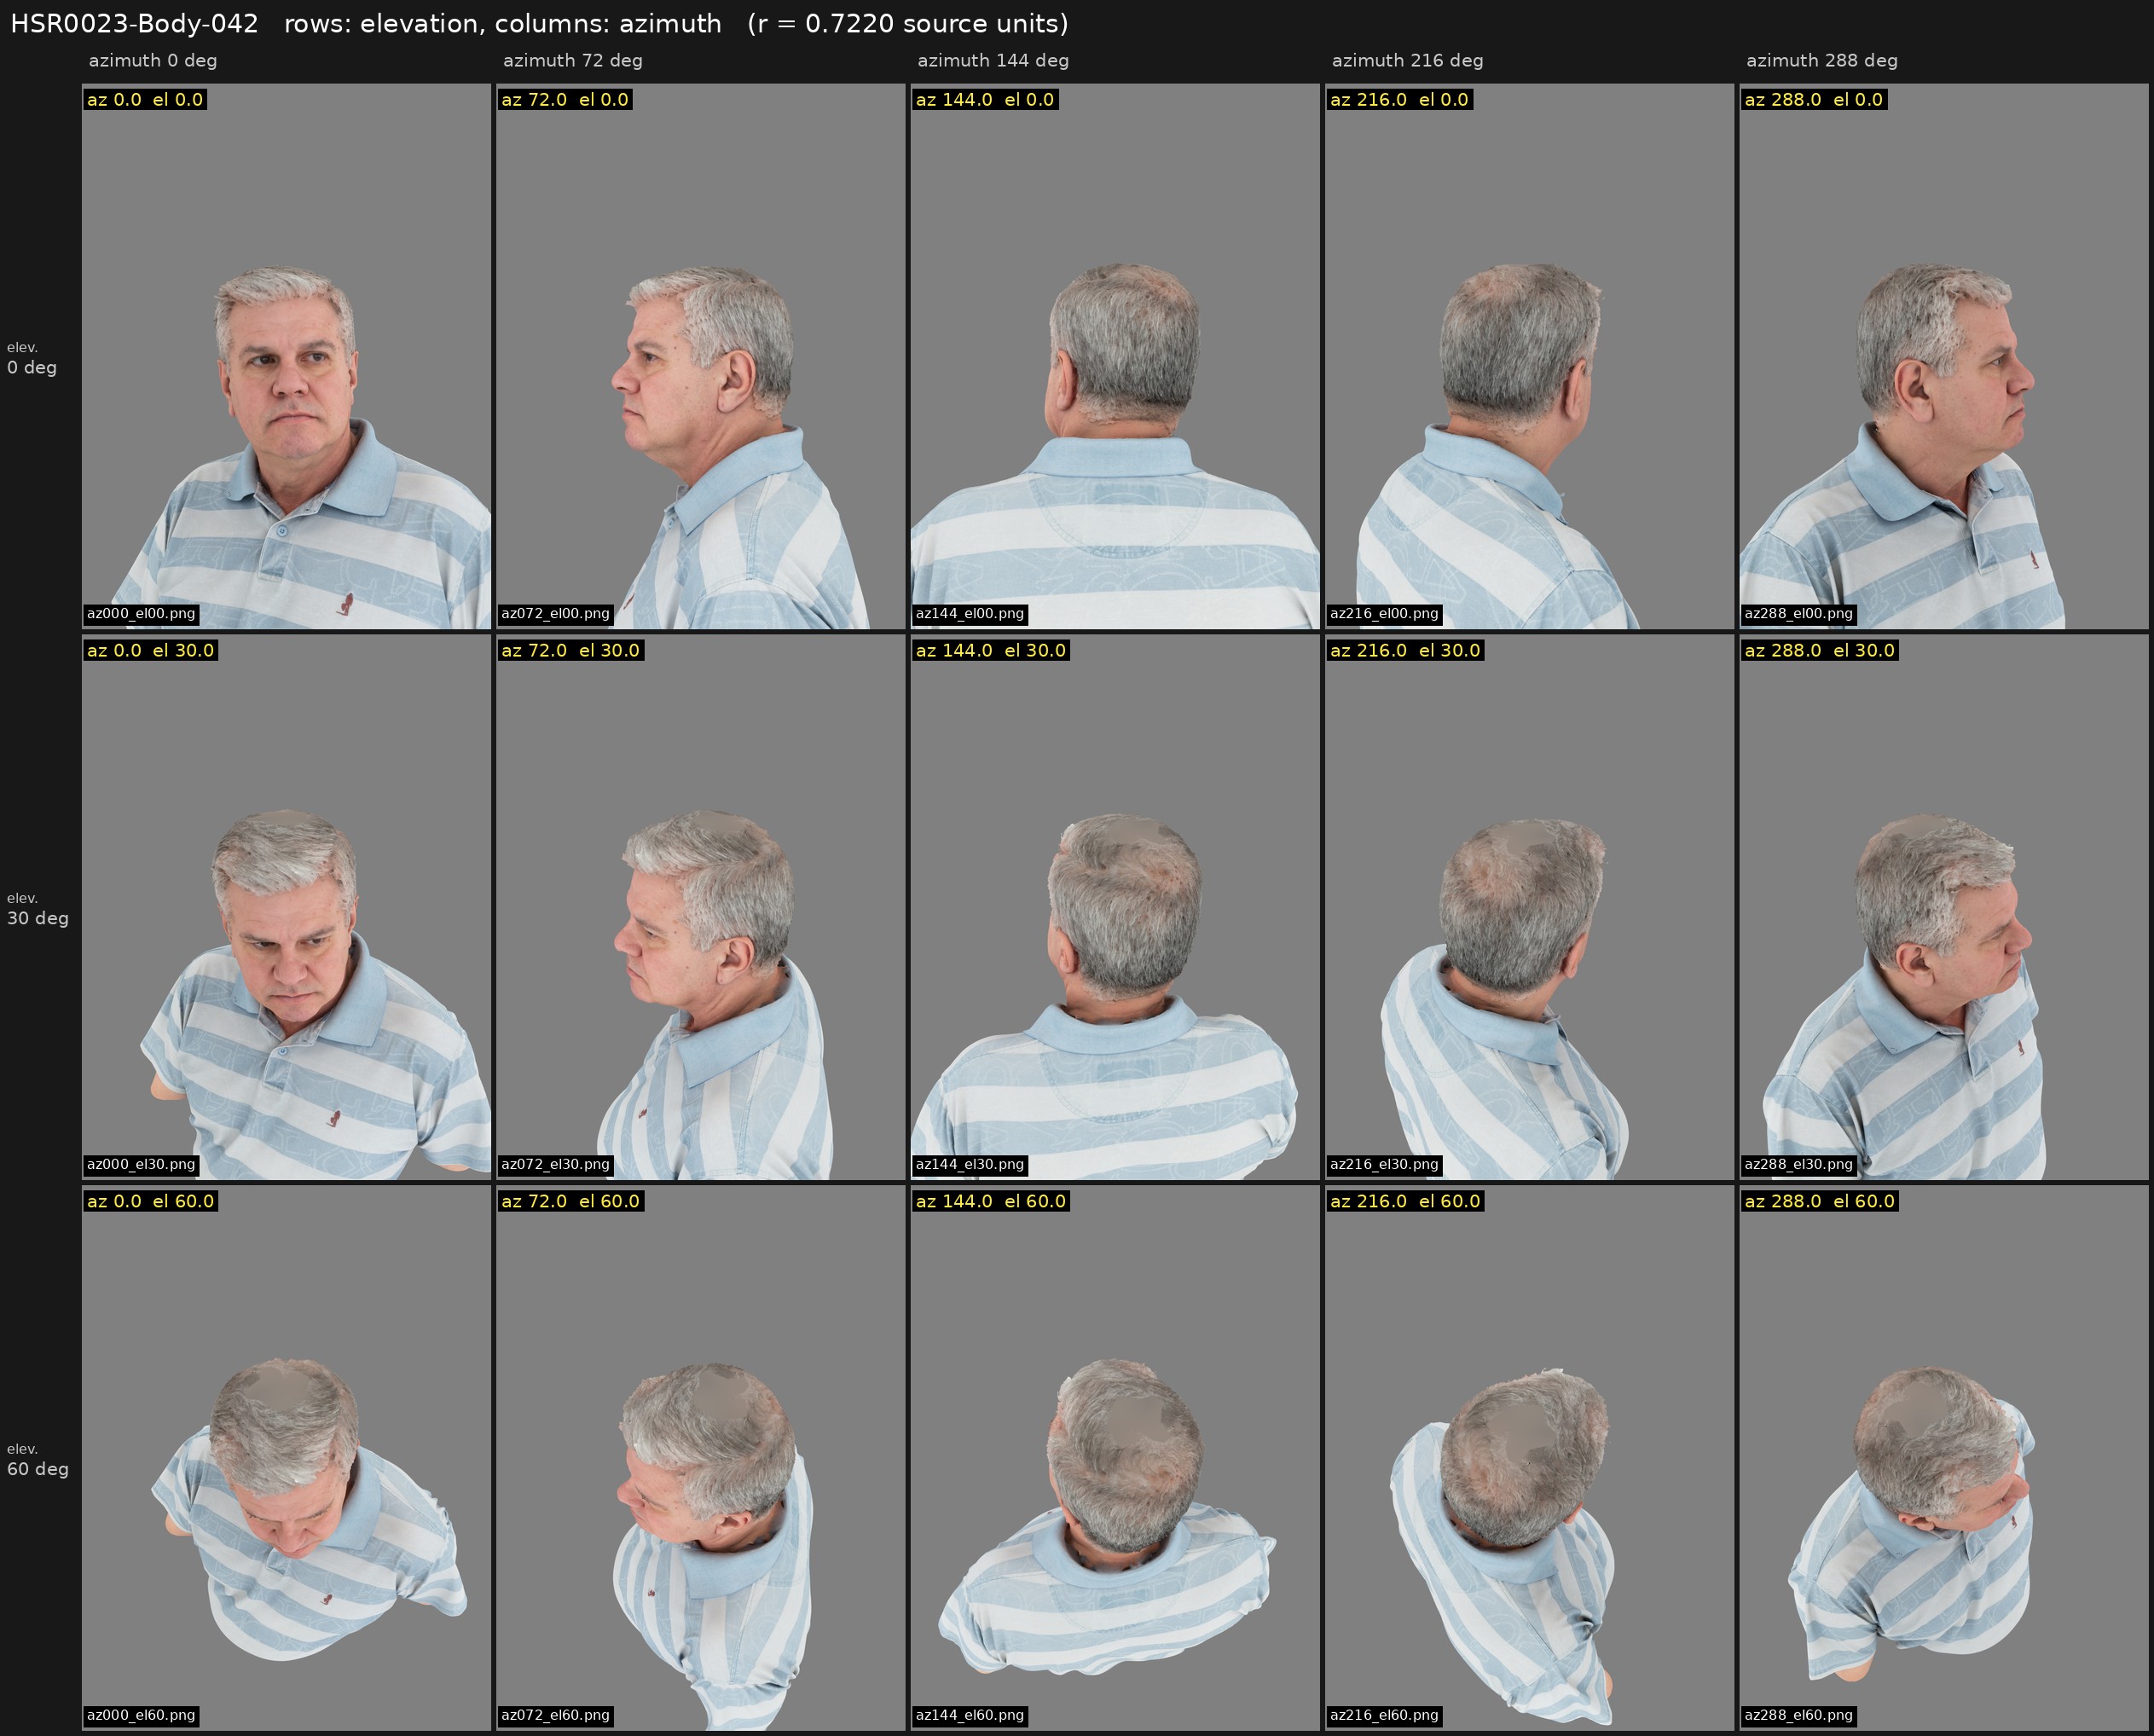 HSR0023-Body-042   rows: elevation, columns: azimuth   (r = 0.7220 source units)
azimuth 0 deg
azimuth 72 deg
azimuth 144 deg
azimuth 216 deg
azimuth 288 deg
az 0.0  el 0.0
az 72.0  el 0.0
az 144.0  el 0.0
az 216.0  el 0.0
az 288.0  el 0.0
elev.
0 deg
az000_el00.png
az072_el00.png
az144_el00.png
az216_el00.png
az288_el00.png
az 0.0  el 30.0
az 72.0  el 30.0
az 144.0  el 30.0
az 216.0  el 30.0
az 288.0  el 30.0
elev.
30 deg
az000_el30.png
az072_el30.png
az144_el30.png
az216_el30.png
az288_el30.png
az 0.0  el 60.0
az 72.0  el 60.0
az 144.0  el 60.0
az 216.0  el 60.0
az 288.0  el 60.0
elev.
60 deg
az000_el60.png
az072_el60.png
az144_el60.png
az216_el60.png
az288_el60.png